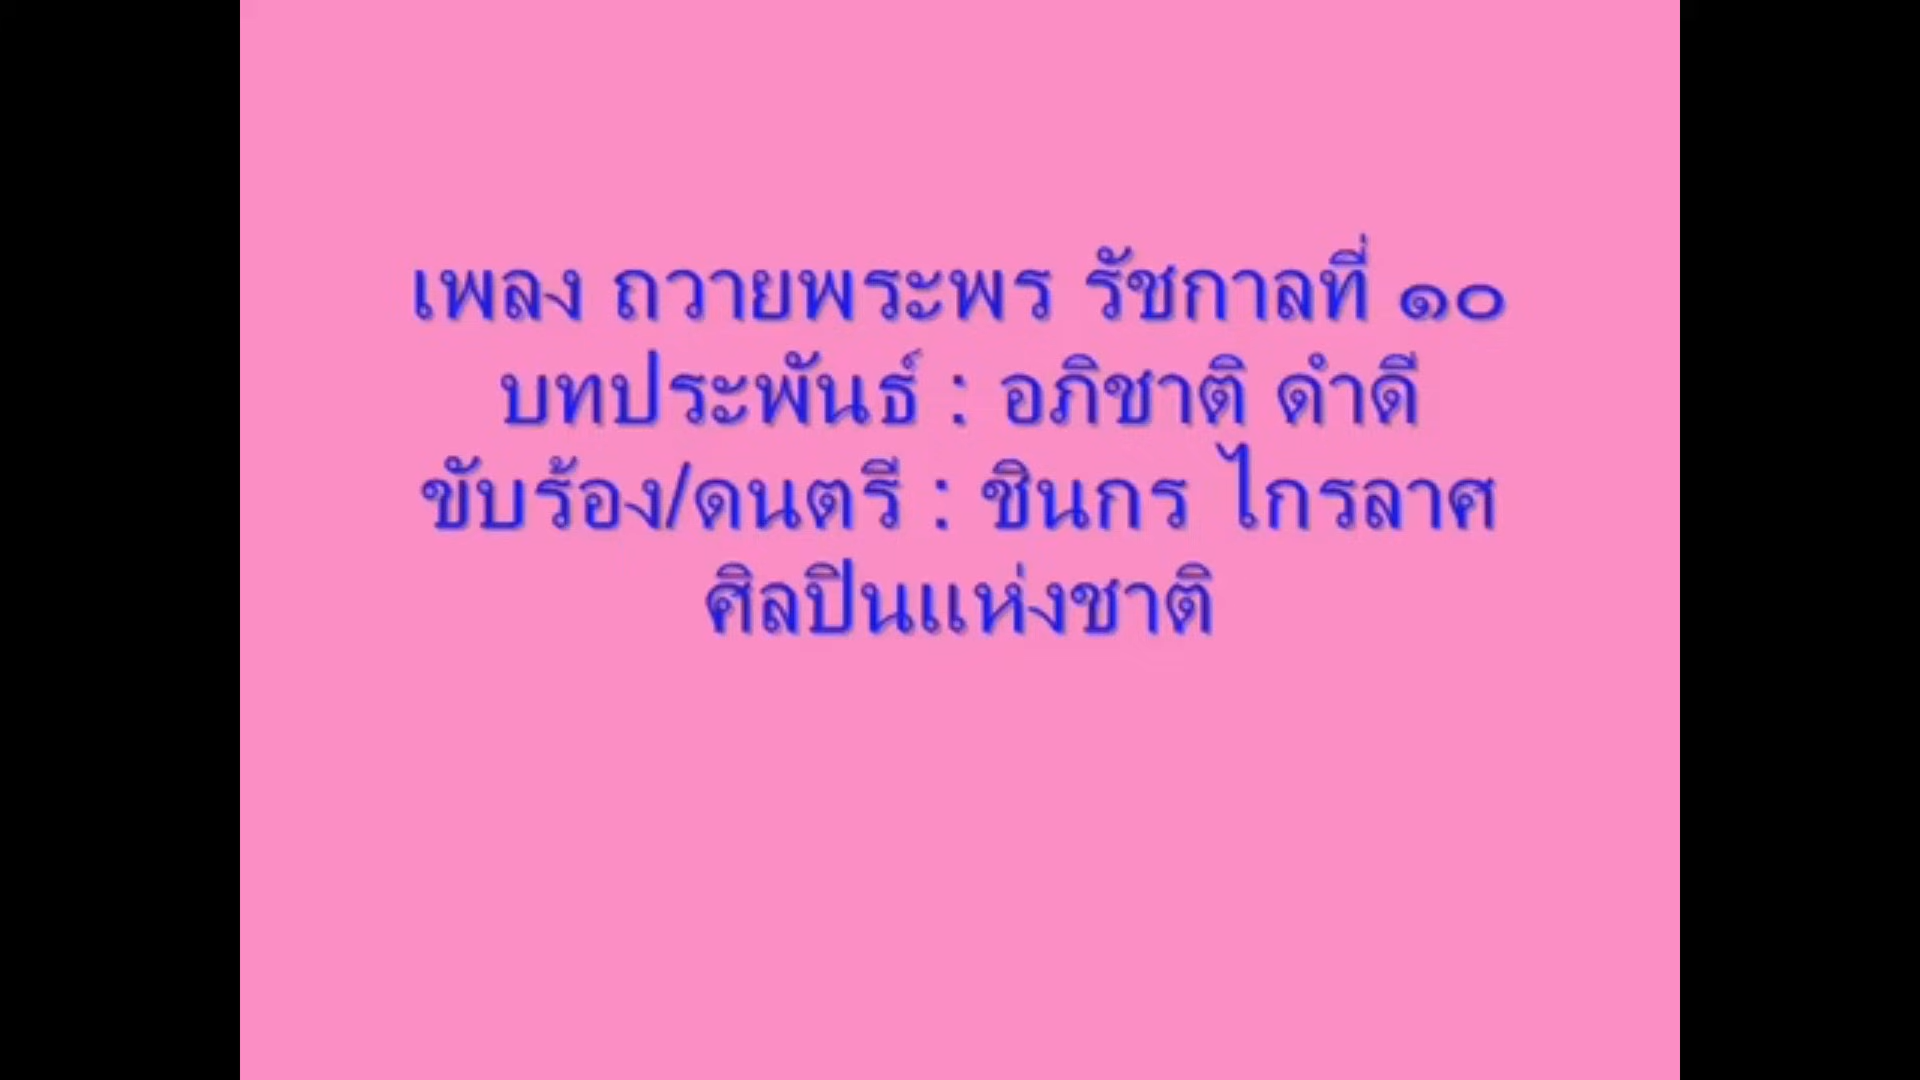 เพลง ถวายพระพร รัชกาลที่ ๑๐
บทประพันธ์ : อภิชาติ ดำดี
ขับร้อง/ดนตรี : ชินกร ไกรลาศ
ศิลปินแห่งชาติ